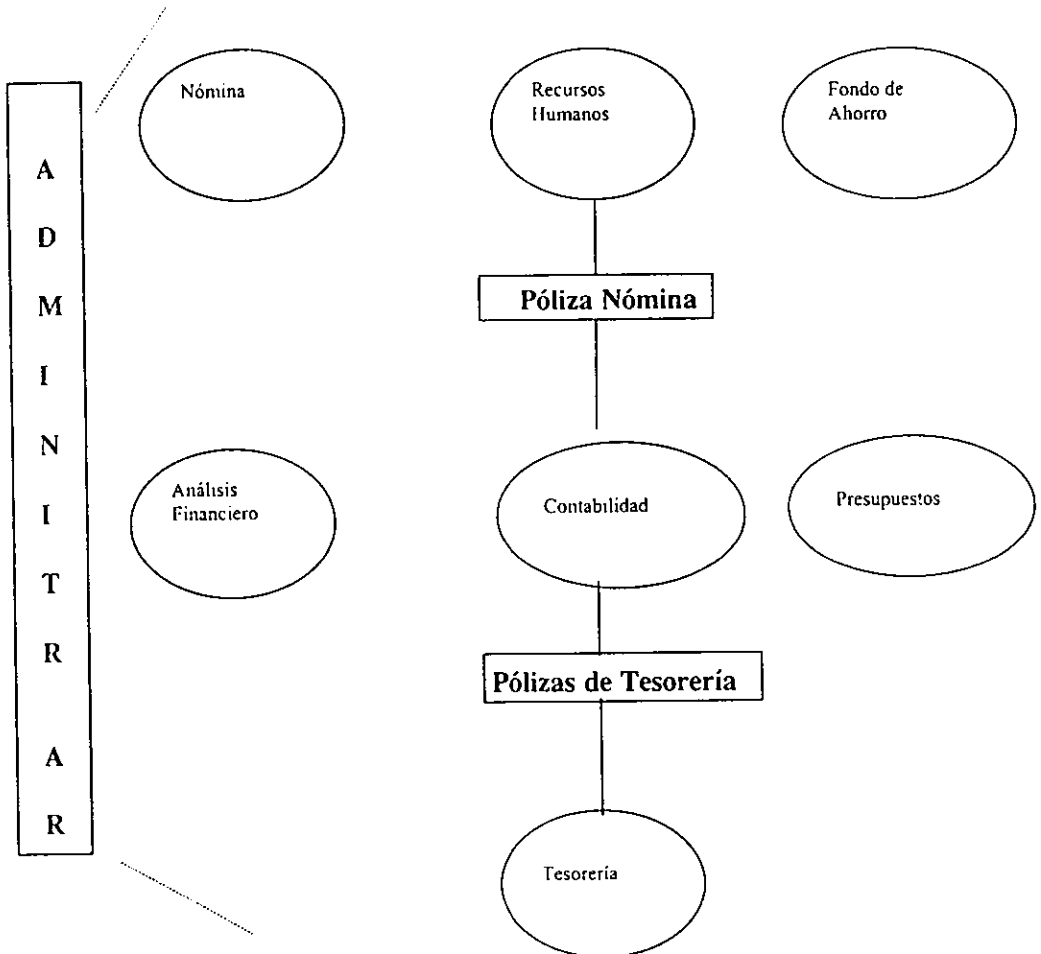 A
D
M
I
N
I
T
R
A
R
Nómina
Recursos
Humanos
Fondo de
Ahorro
Póliza Nómina
Análisis
Financiero
Contabilidad
Presupuestos
Pólizas de Tesorería
Tesorería